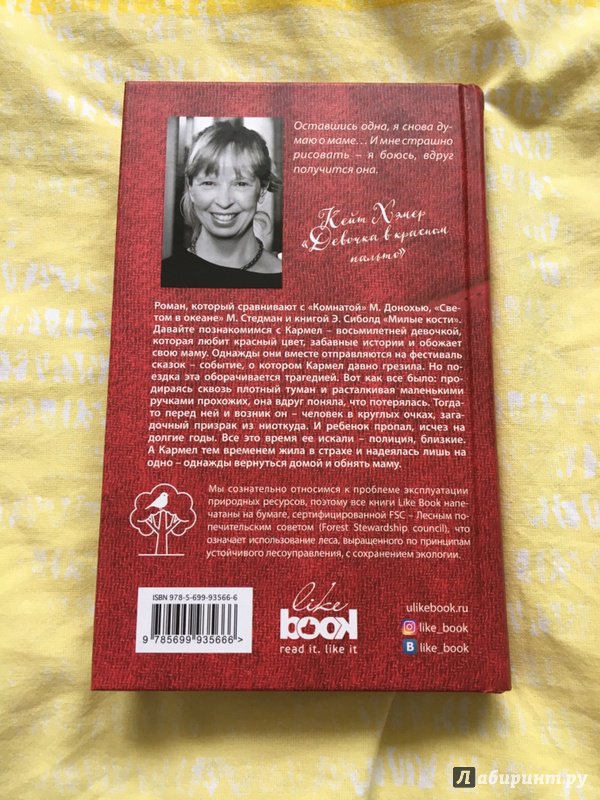 Оставшись одна, я снова ду-
маю о маме… И мне страшно
рисовать – я боюсь, вдруг
получится она.
Кейт Хэмер
«Девочка в красном
пальто»
Роман, который сравнивают с «Комнатой» М. Донохью, «Све-
том в океане» М. Стедман и книгой Э. Сиболд «Милые кости».
Давайте познакомимся с Кармел – восьмилетней девочкой,
которая любит красный цвет, забавные истории и обожает
свою маму. Однажды они вместе отправляются на фестиваль
сказок – событие, о котором Кармел давно грезила. Но по-
ездка эта оборачивается трагедией. Вот как все было: про-
дираясь сквозь плотный туман и расталкивая маленькими
ручками прохожих, она вдруг поняла, что потерялась. Тогда-
то перед ней и возник он – человек в круглых очках, зага-
дочный призрак из ниоткуда. И ребенок пропал, исчез на
долгие годы. Все это время ее искали – полиция, близкие.
А Кармел тем временем жила в страхе и надеялась лишь на
одно – однажды вернуться домой и обнять маму.
Мы сознательно относимся к проблеме эксплуатации
природных ресурсов, поэтому все книги Like Book напе-
чатаны на бумаге, сертифицированной FSC – Лесным по-
печительским советом (Forest Stewardship council), что
означает использование леса, выращенного по принципам
устойчивого лесоуправления, с сохранением экологии.
ISBN 978-5-699-93566-6
9 785699 935666 >
like
book
read it. like it
ulikebook.ru
like_book
B like_book
Лабиринт.ру